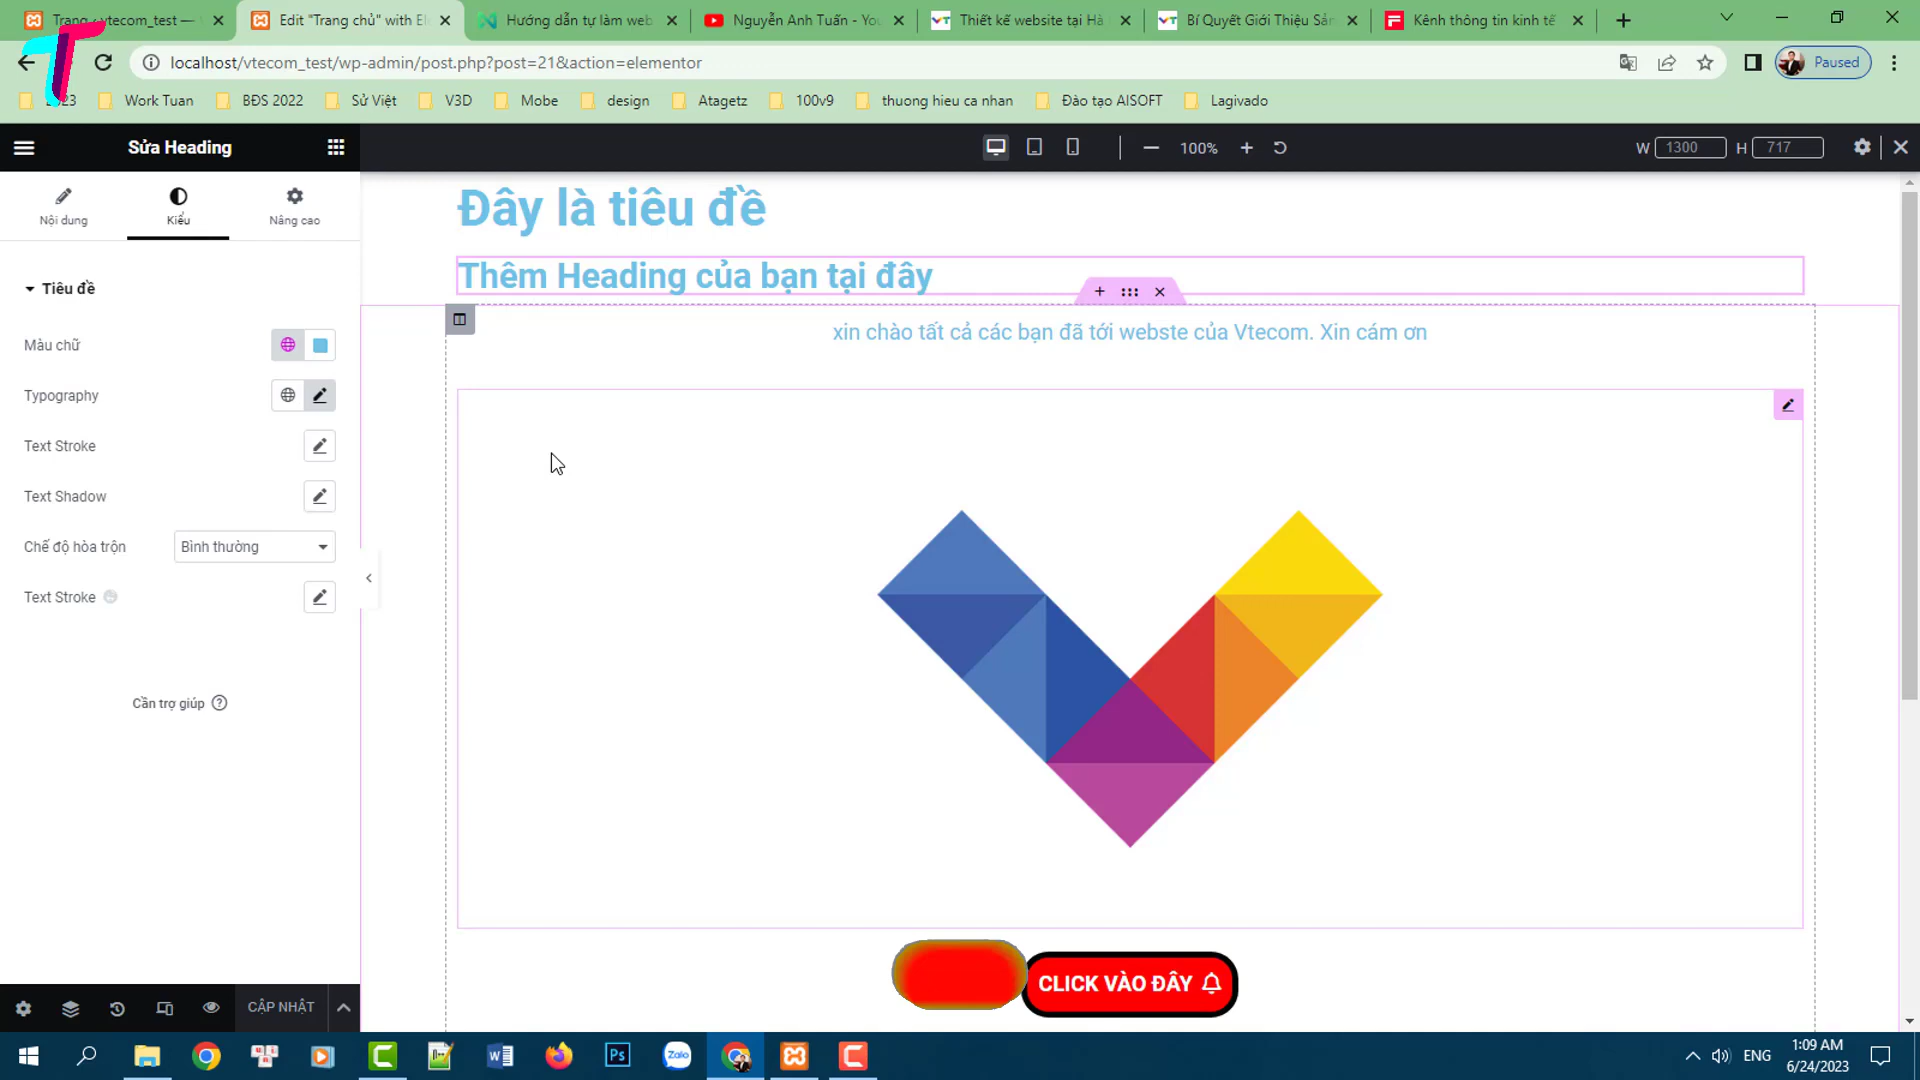 Trang ‹ vtecom_test —
Edit "Trang chủ" with El
Hướng dẫn tự làm web
Nguyễn Anh Tuấn - You
Thiết kế website tại Hà
Bí Quyết Giới Thiệu Sản
Kênh thông tin kinh tế
localhost/vtecom_test/wp-admin/post.php?post=21&action=elementor
Paused
Work Tuan
BĐS 2022
Sử Việt
V3D
Mobe
design
Atagetz
100v9
thuong hieu ca nhan
Đào tạo AISOFT
Lagivado
Sửa Heading
100%
W 1300 H 717
Nội dung
Kiểu
Nâng cao
Tiêu đề
Màu chữ
Typography
Text Stroke
Text Shadow
Chế độ hòa trộn
Bình thường
Text Stroke
Cần trợ giúp
CẬP NHẬT
Đây là tiêu đề
Thêm Heading của bạn tại đây
xin chào tất cả các bạn đã tới webste của Vtecom. Xin cám ơn
CLICK VÀO ĐÂY
Ps
Zalo
ENG
1:09 AM
6/24/2023